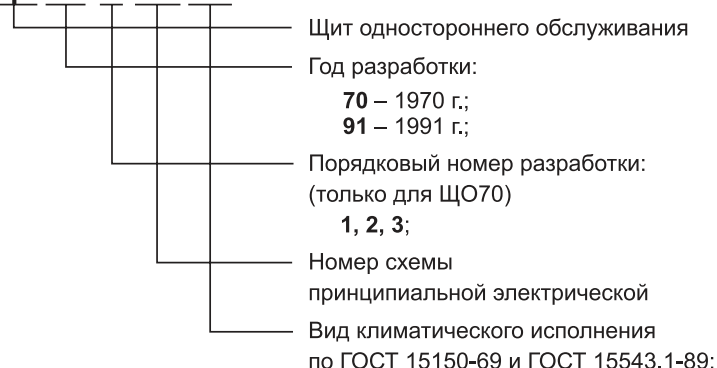 Щит одностороннего обслуживания
Год разработки:
70 – 1970 г.;
91 – 1991 г.;
Порядковый номер разработки:
(только для ЩО70)
1, 2, 3;
Номер схемы
принципиальной электрической
Вид климатического исполнения
по ГОСТ 15150-69 и ГОСТ 15543.1-89;